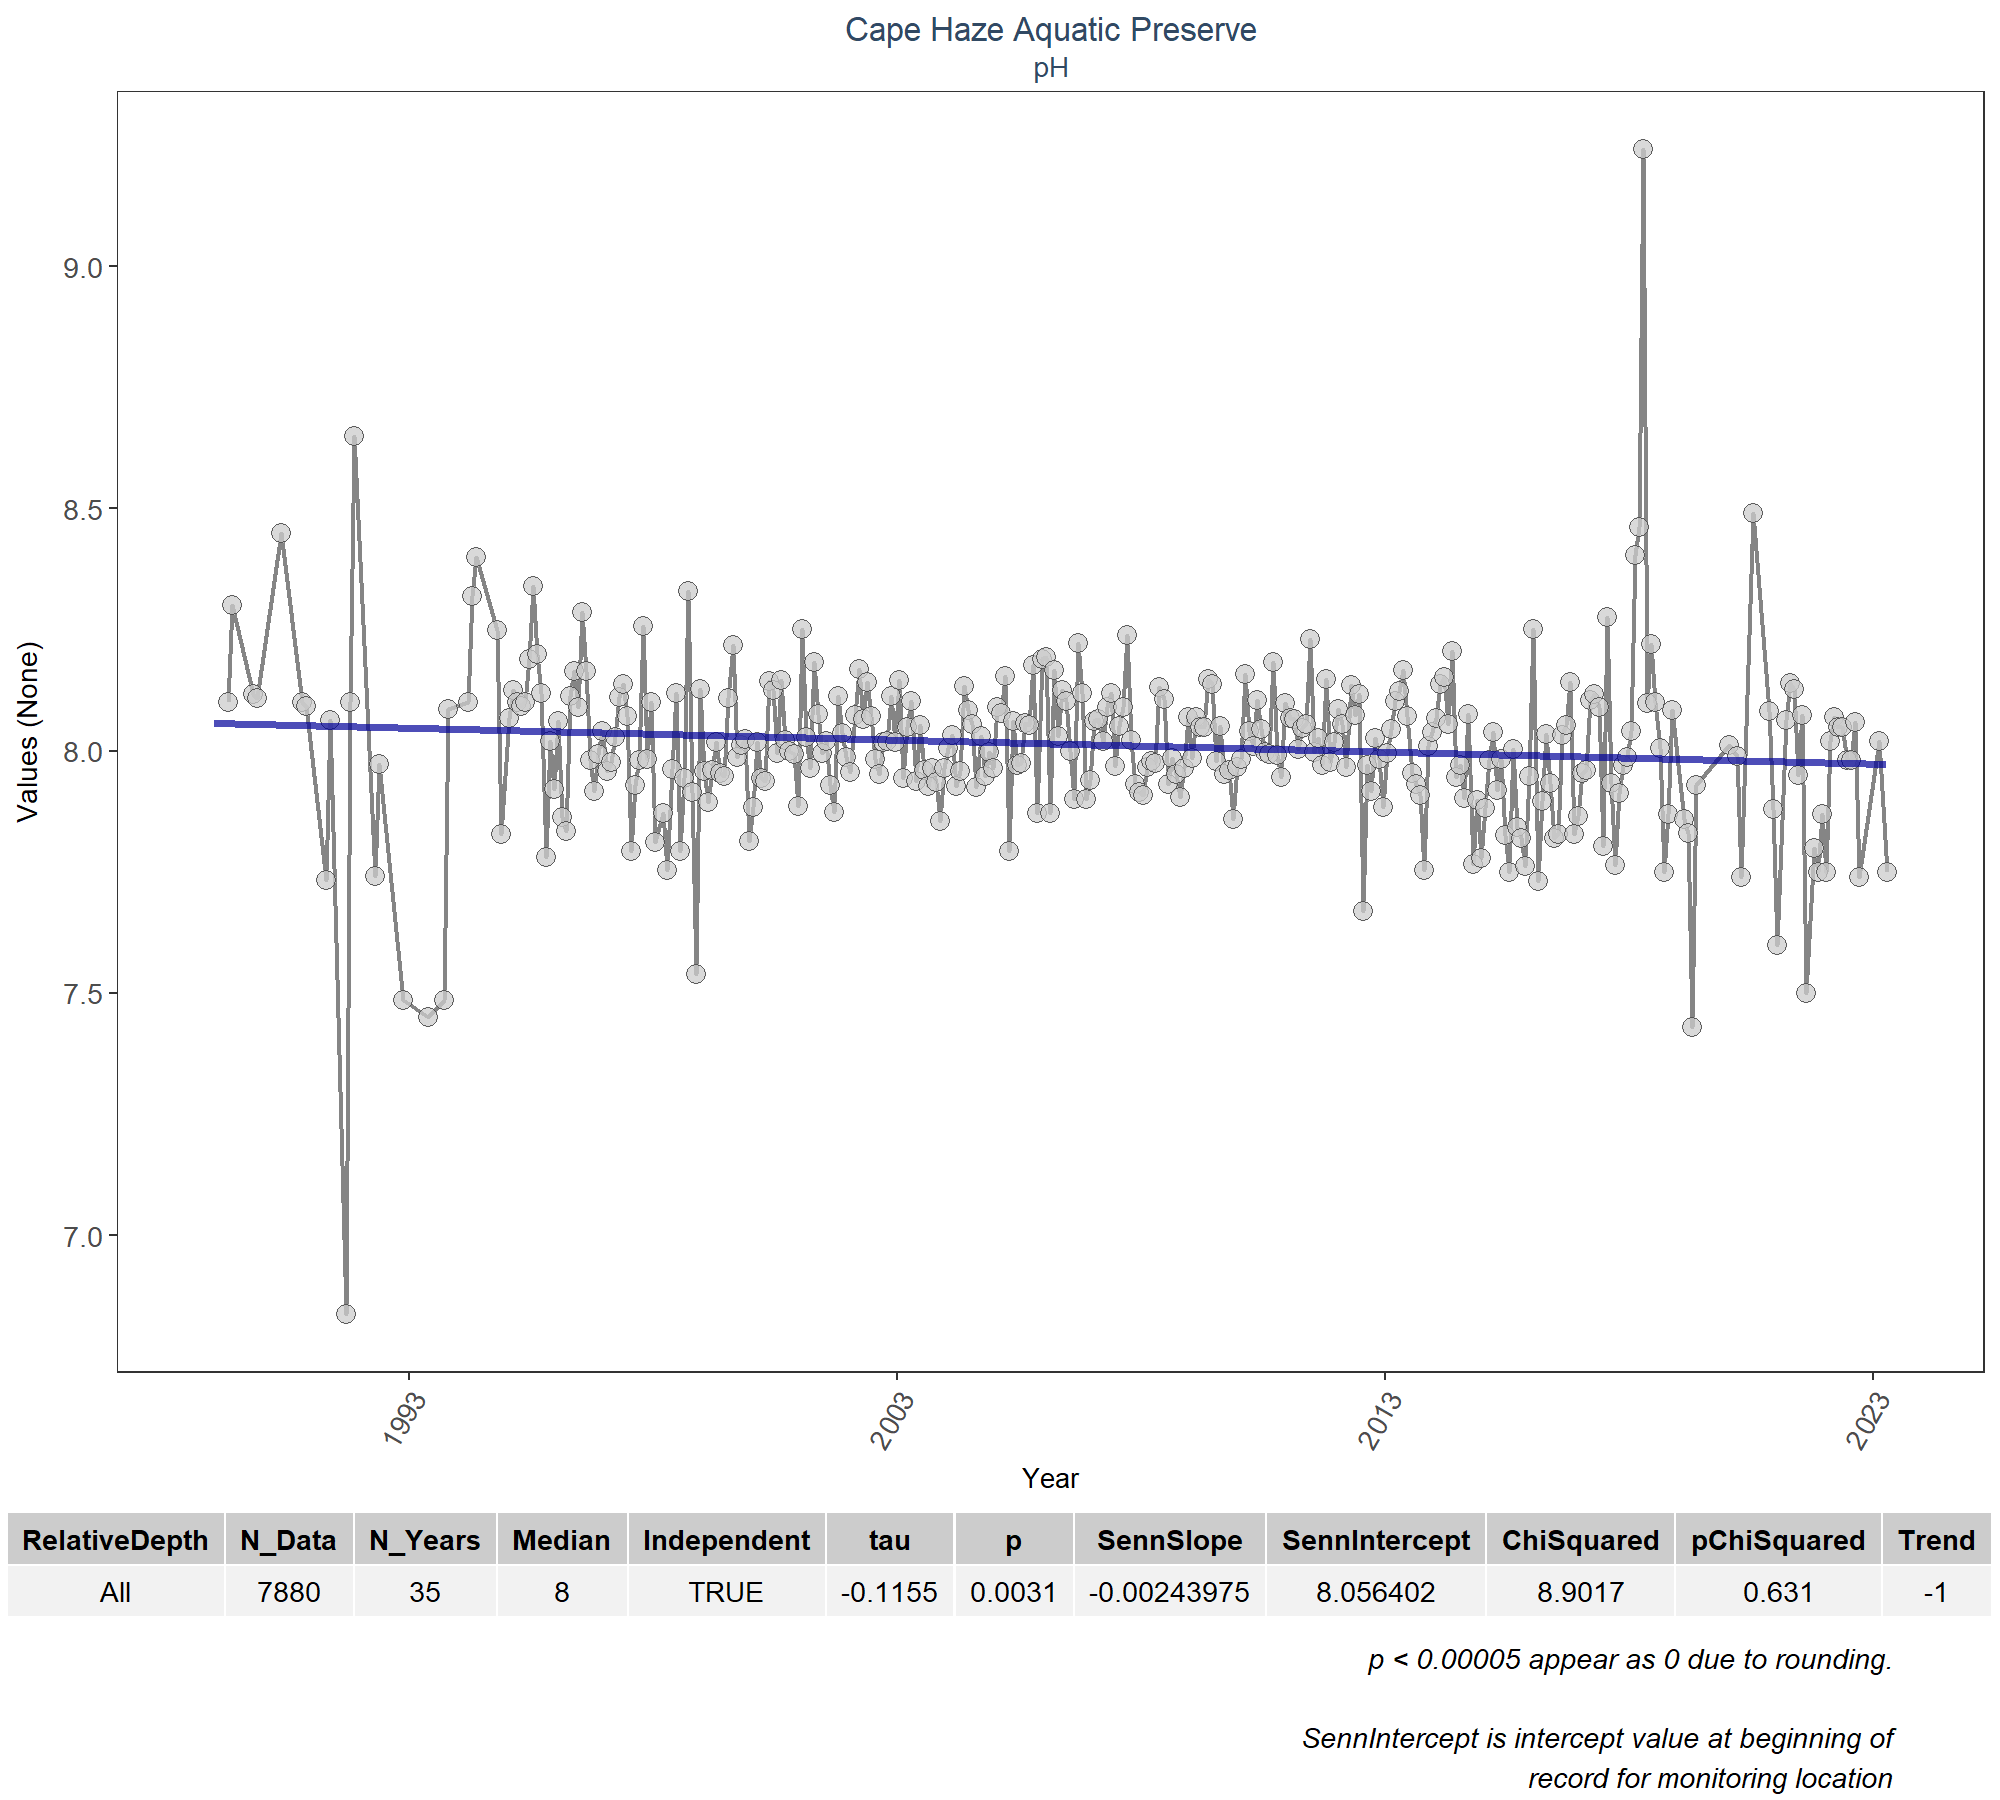 Cape Haze Aquatic Preserve
pH
Values (None)
9.0
8.5
8.0
7.5
7.0
1993 2003 2013 2023
Year
RelativeDepth N_Data N_Years Median Independent tau p SennSlope SennIntercept ChiSquared pChiSquared Trend
All 7880 35 8 TRUE -0.1155 0.0031 -0.00243975 8.056402 8.9017 0.631 -1
p < 0.00005 appear as 0 due to rounding.
SennIntercept is intercept value at beginning of
record for monitoring location